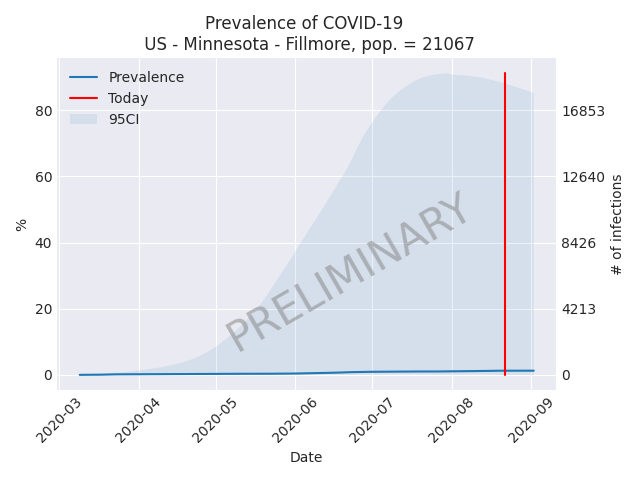 Prevalence of COVID-19
US - Minnesota - Fillmore, pop. = 21067
Prevalence
Today
95CI
PRELIMINARY
%
80
60
40
20
0
16853
12640
8426
4213
0
# of infections
2020-03
2020-04
2020-05
2020-06
2020-07
2020-08
2020-09
Date